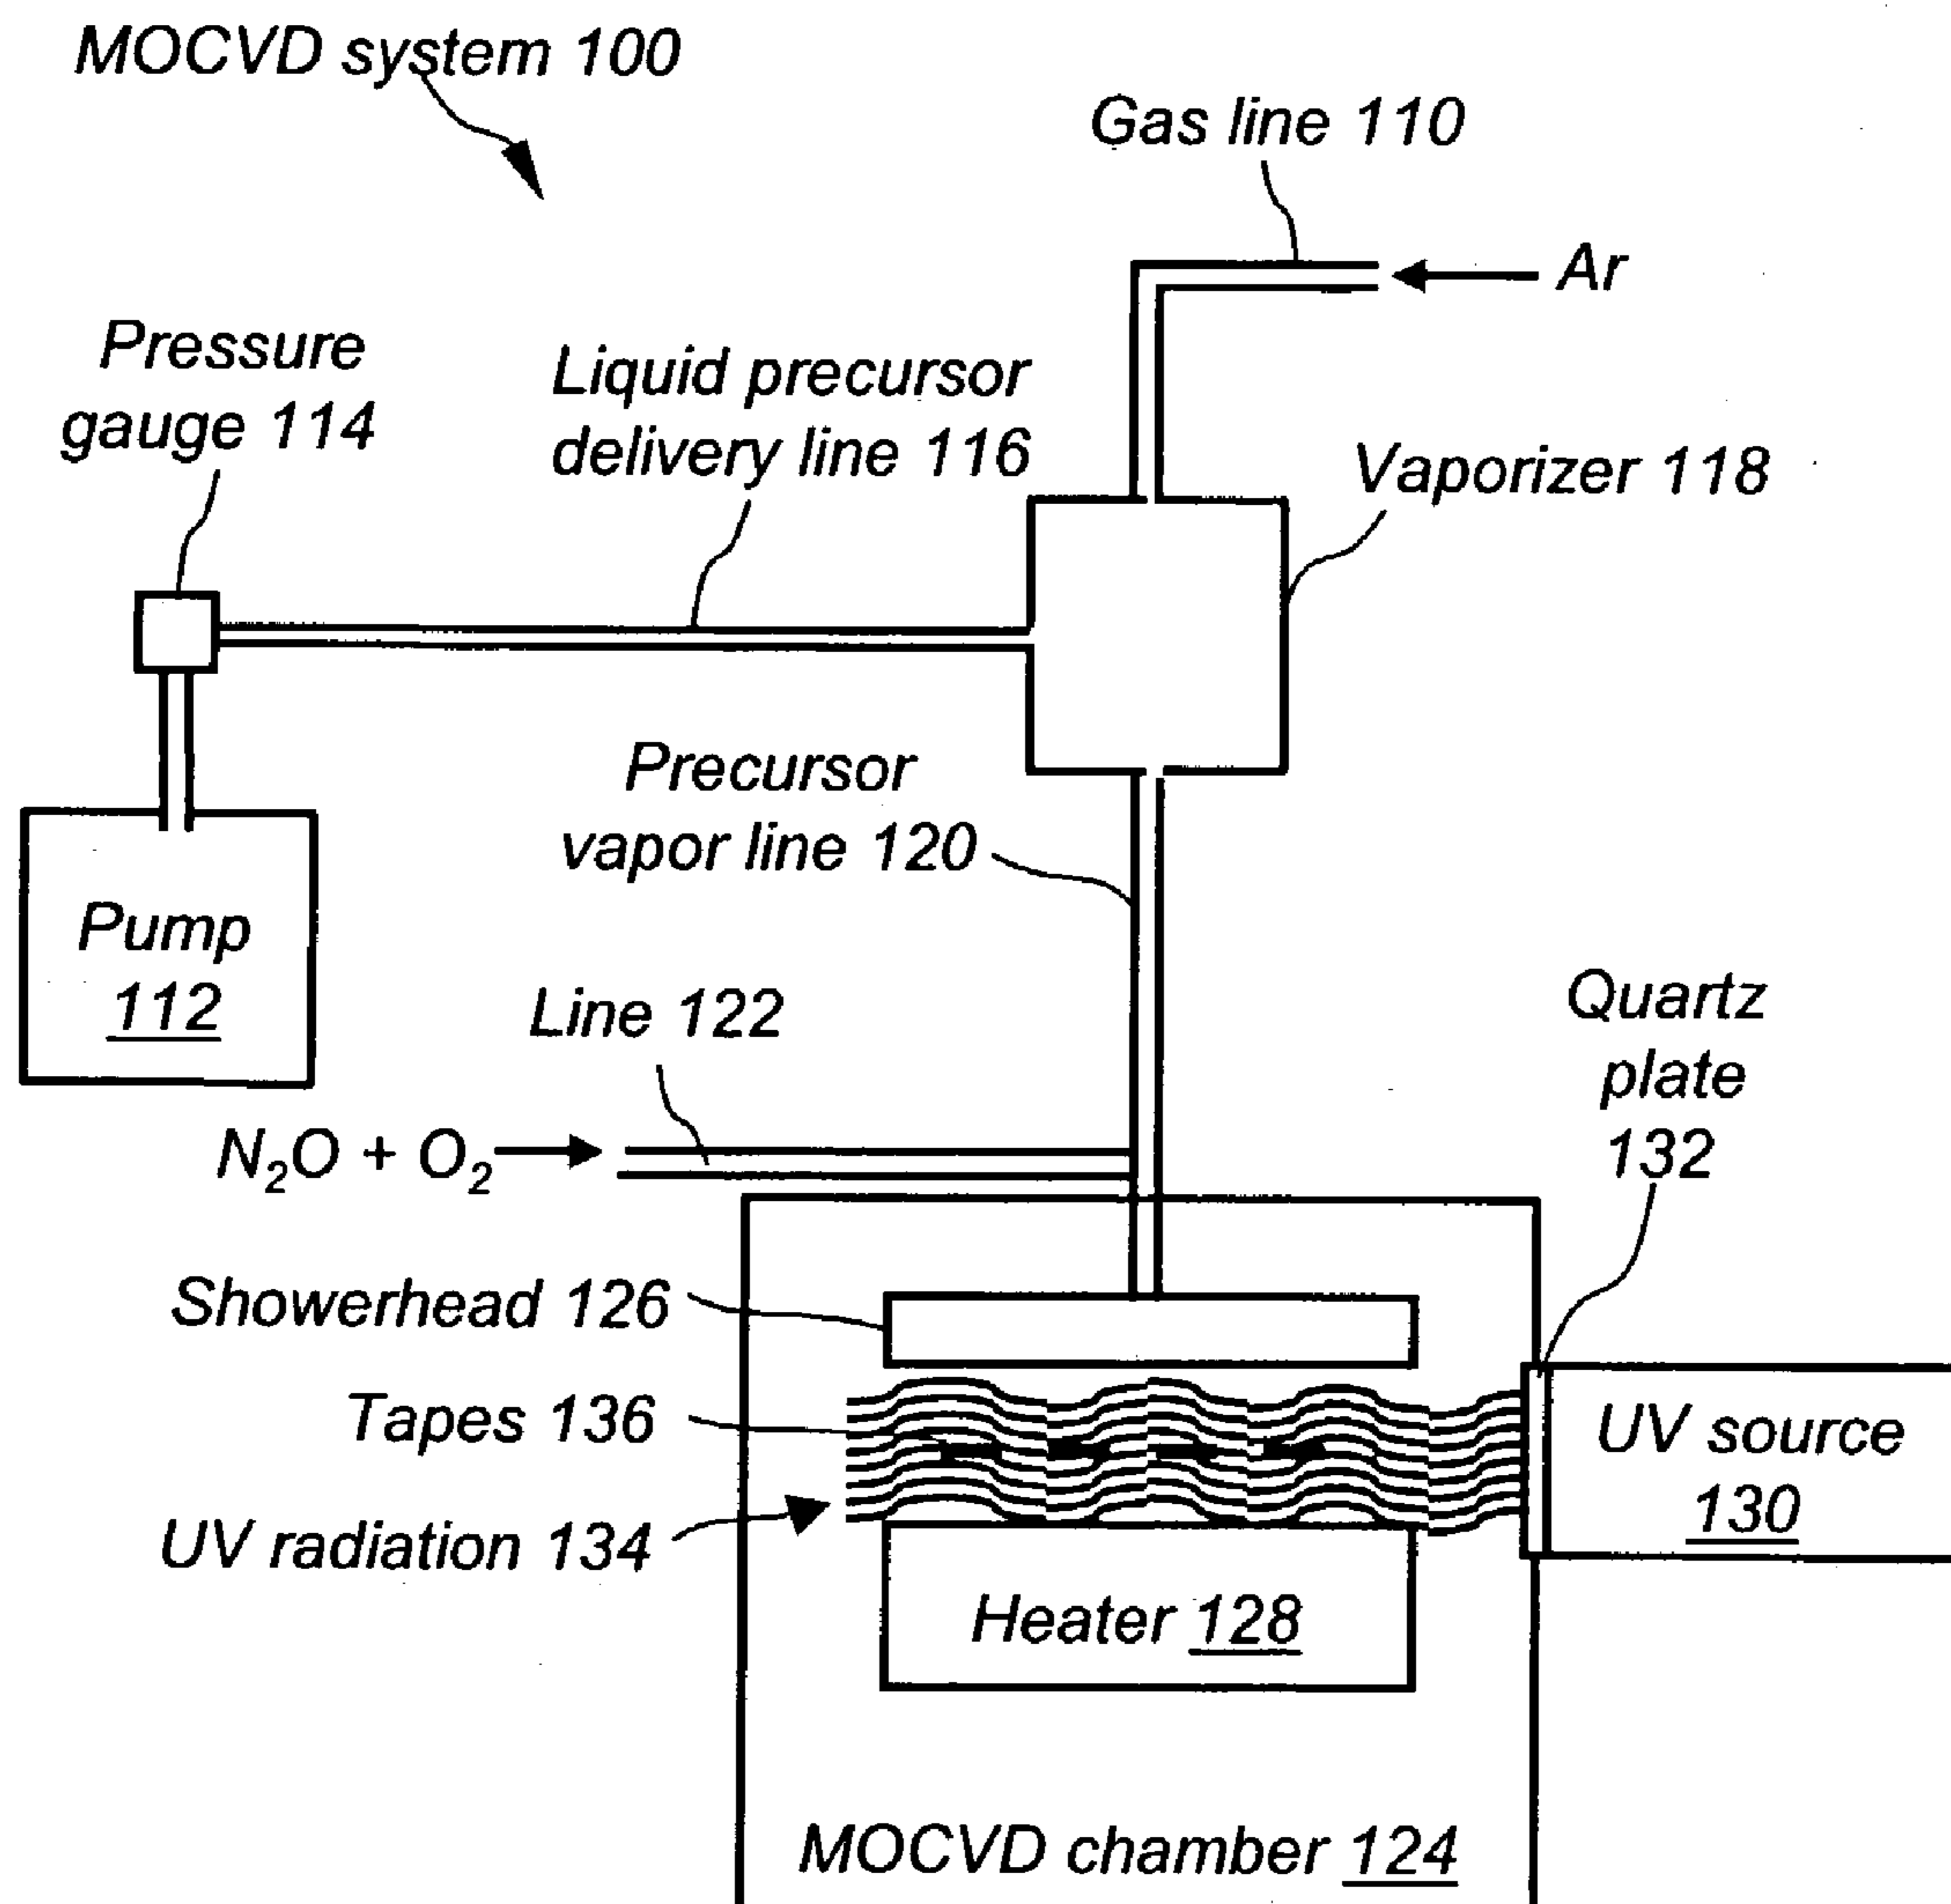 MOCVD system 100
Gas line 110
Ar
Pressure
gauge 114
Liquid precursor
delivery line 116
Vaporizer 118
Precursor
vapor line 120
Pump
112
Line 122
Quartz
plate
132
N₂O + O₂
Showerhead 126
Tapes 136
UV source
130
UV radiation 134
Heater 128
MOCVD chamber 124